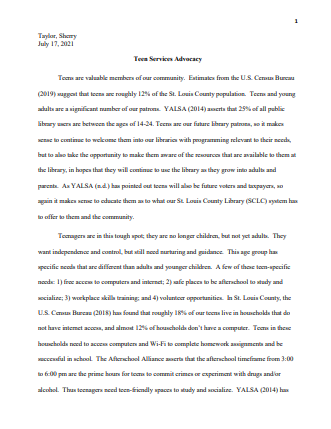 1
Taylor, Sherry
July 17, 2021
Teen Services Advocacy
Teens are valuable members of our community. Estimates from the U.S. Census Bureau
(2019) suggest that teens are roughly 12% of the St. Louis County population. Teens and young
adults are a significant number of our patrons. YALSA (2014) asserts that 25% of all public
library users are between the ages of 14-24. Teens are our future library patrons, so it makes
sense to continue to welcome them into our libraries with programming relevant to their needs,
but to also take the opportunity to make them aware of the resources that are available to them at
the library, in hopes that they will continue to use the library as they grow into adults and
parents. As YALSA (n.d.) has pointed out teens will also be future voters and taxpayers, so
again it makes sense to educate them as to what our St. Louis County Library (SCLC) system has
to offer to them and the community.
Teenagers are in this tough spot; they are no longer children, but not yet adults. They
want independence and control, but still need nurturing and guidance. This age group has
specific needs that are different than adults and younger children. A few of these teen-specific
needs: 1) free access to computers and internet; 2) safe places to be afterschool to study and
socialize; 3) workplace skills training; and 4) volunteer opportunities. In St. Louis County, the
U.S. Census Bureau (2018) has found that roughly 18% of our teens live in households that do
not have internet access, and almost 12% of households don't have a computer. Teens in these
households need to access computers and Wi-Fi to complete homework assignments and be
successful in school. The Afterschool Alliance asserts that the afterschool timeframe from 3:00
to 6:00 pm are the prime hours for teens to commit crimes or experiment with drugs and/or
alcohol. Thus teenagers need teen-friendly spaces to study and socialize. YALSA (2014) has